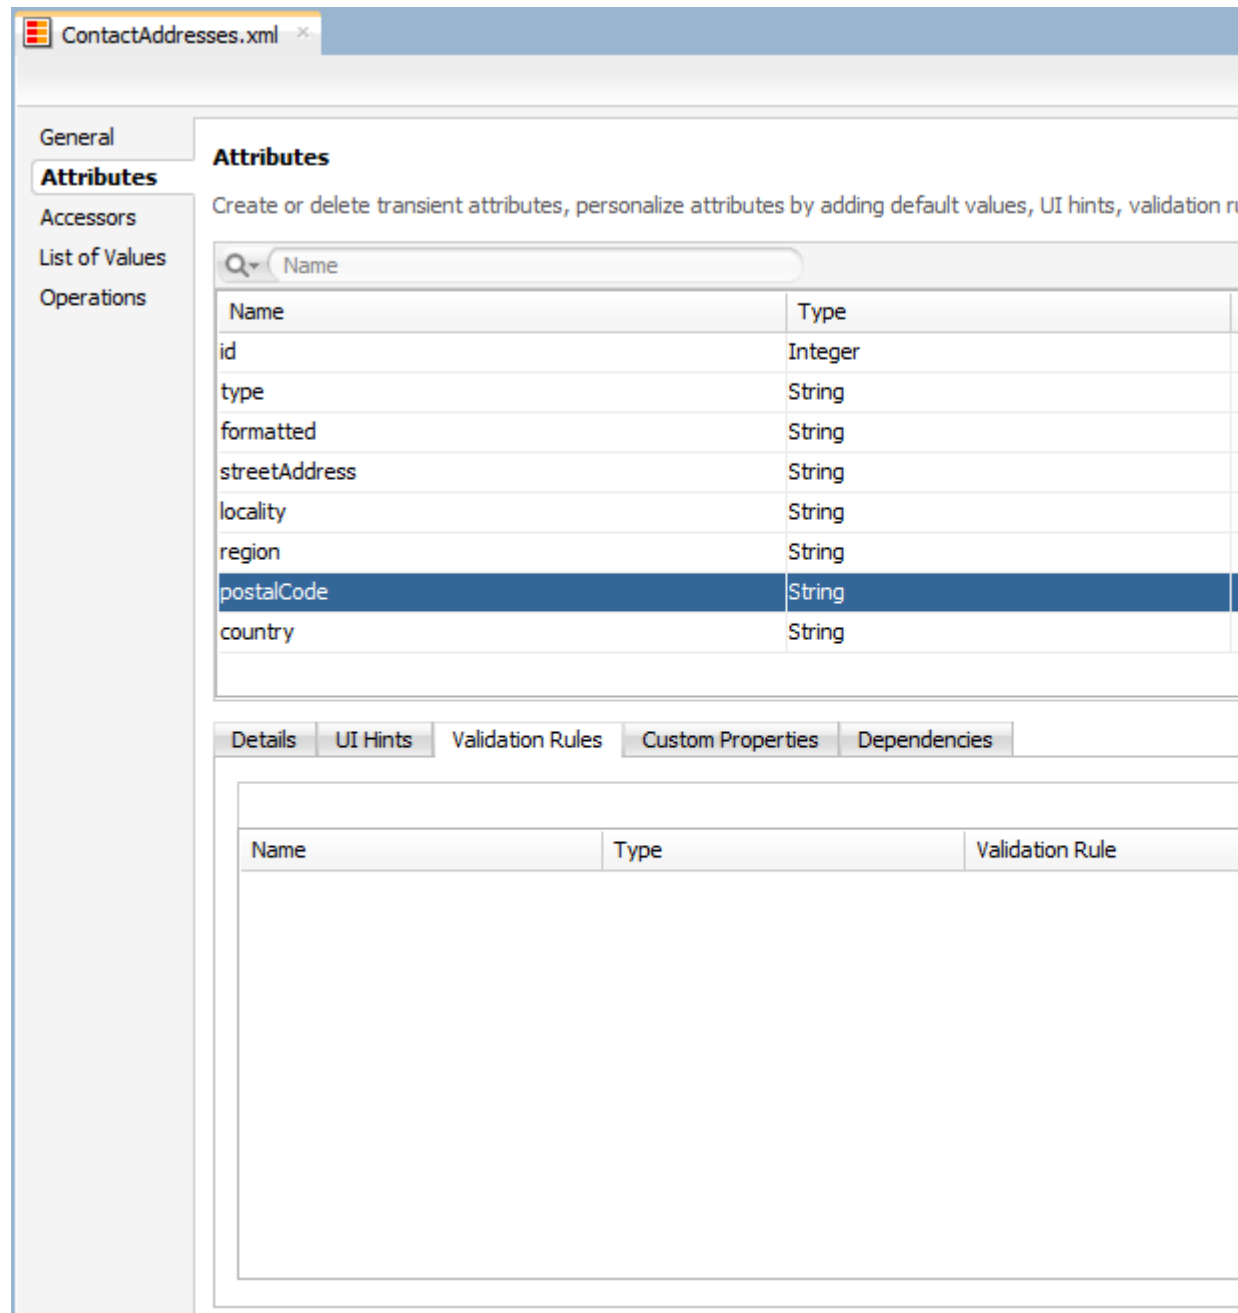 ContactAddresses.xml
General
Attributes
Accessors
List of Values
Operations
Attributes
Create or delete transient attributes, personalize attributes by adding default values, UI hints, validation
Name
Name Type
id Integer
type String
formatted String
streetAddress String
locality String
region String
postalCode String
country String
Details UI Hints Validation Rules Custom Properties Dependencies
Name Type Validation Rule